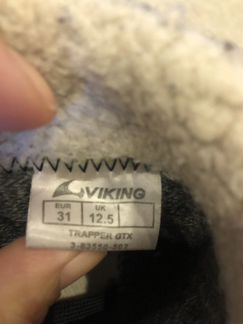 VIKING
EUR UK
31 12.5
TRAPPER GTX